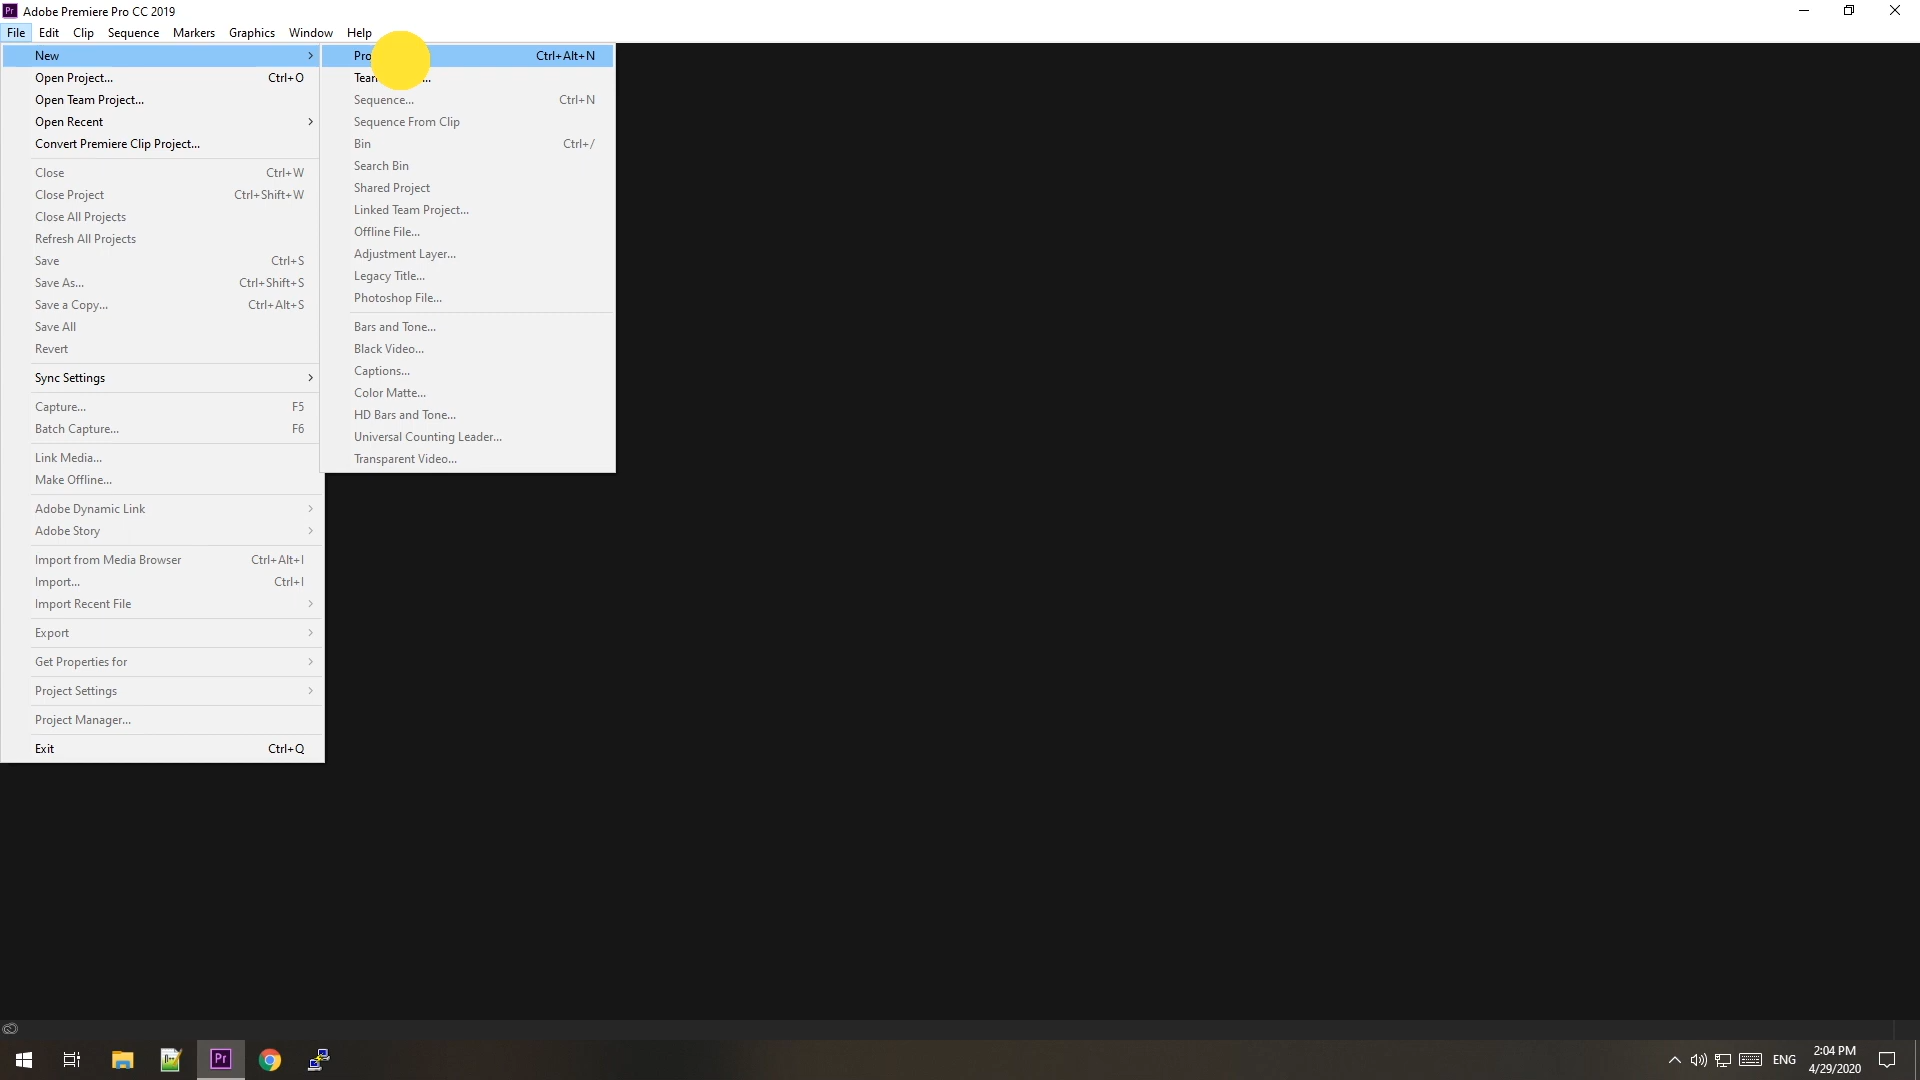 Pr Adobe Premiere Pro CC 2019
File Edit Clip Sequence Markers Graphics Window Help
New
Open Project... Ctrl+O
Open Team Project...
Open Recent
Convert Premiere Clip Project...
Close Ctrl+W
Close Project Ctrl+Shift+W
Close All Projects
Refresh All Projects
Save Ctrl+S
Save As... Ctrl+Shift+S
Save a Copy... Ctrl+Alt+S
Save All
Revert
Sync Settings
Capture... F5
Batch Capture... F6
Link Media...
Make Offline...
Adobe Dynamic Link
Adobe Story
Import from Media Browser Ctrl+Alt+I
Import... Ctrl+I
Import Recent File
Export
Get Properties for
Project Settings
Project Manager...
Exit Ctrl+Q
Ctrl+Alt+N
Sequence... Ctrl+N
Sequence From Clip
Bin Ctrl+/
Search Bin
Shared Project
Linked Team Project...
Offline File...
Adjustment Layer...
Legacy Title...
Photoshop File...
Bars and Tone...
Black Video...
Captions...
Color Matte...
HD Bars and Tone...
Universal Counting Leader...
Transparent Video...
Pr
ENG
2:04 PM
4/29/2020